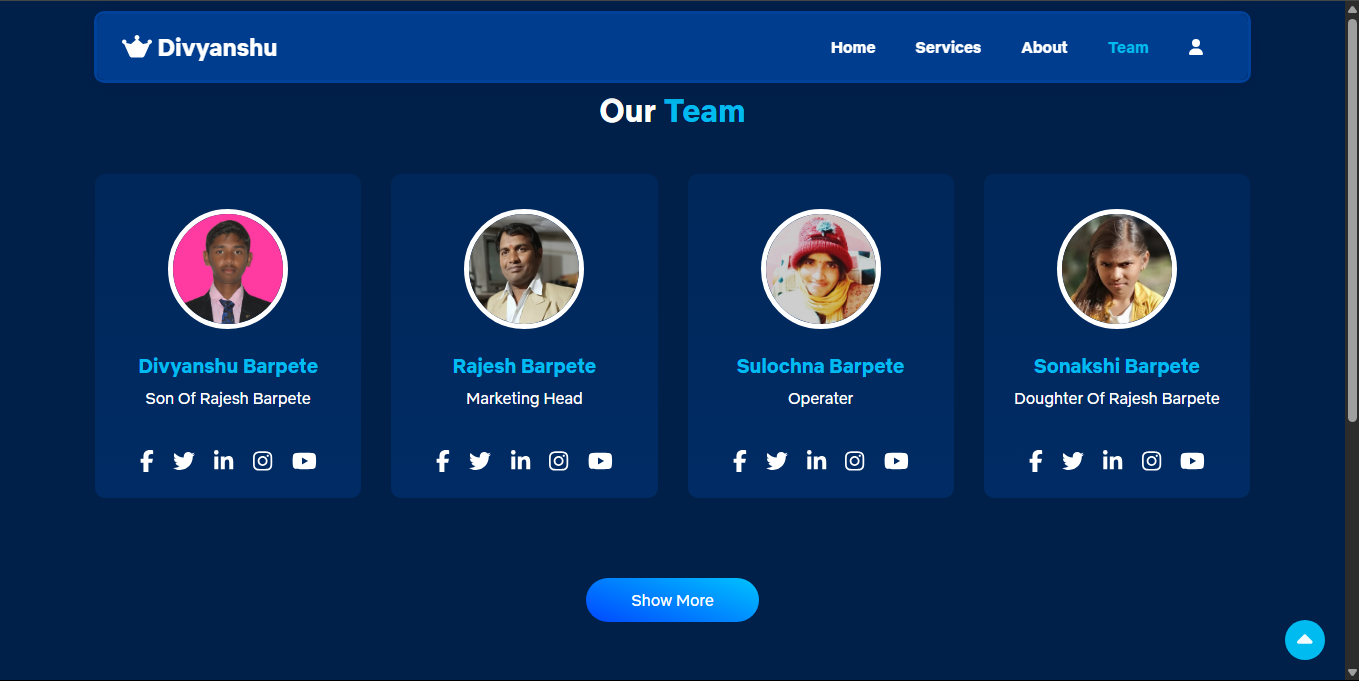 Divyanshu
Home Services About Team
Our Team
Divyanshu Barpete
Son Of Rajesh Barpete
Rajesh Barpete
Marketing Head
Sulochna Barpete
Operater
Sonakshi Barpete
Doughter Of Rajesh Barpete
Show More